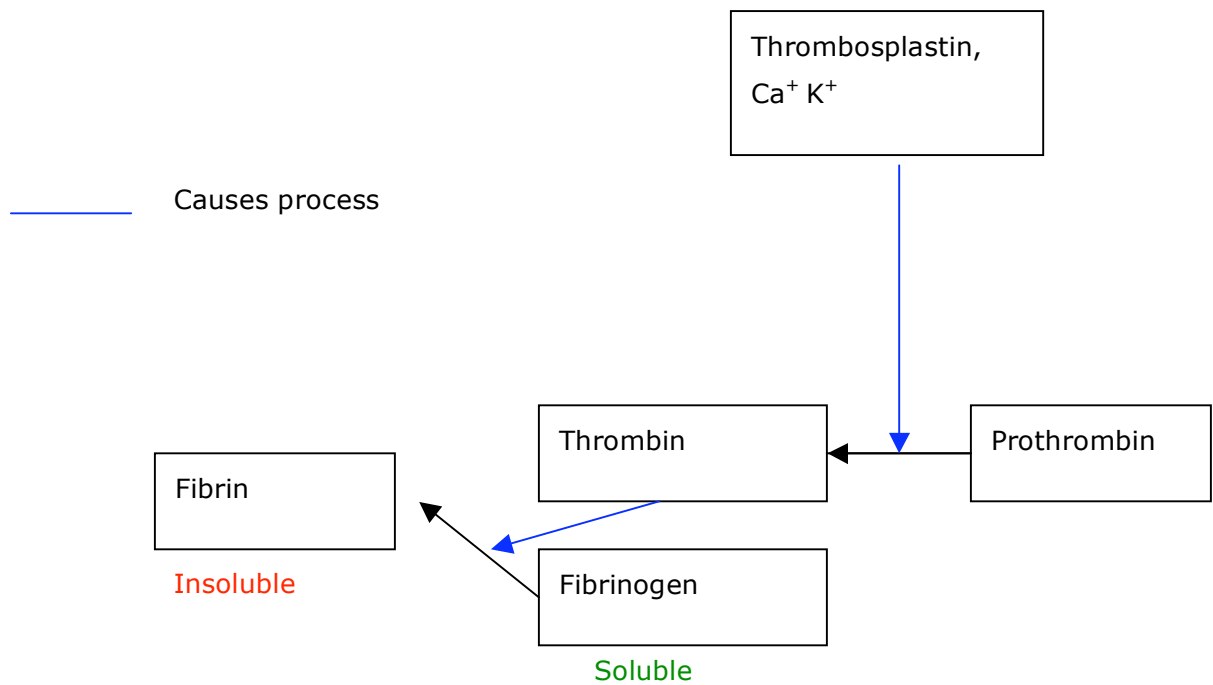 Thrombosplastin,
Ca⁺ K⁺
Causes process
Thrombin
Prothrombin
Fibrin
Insoluble
Fibrinogen
Soluble